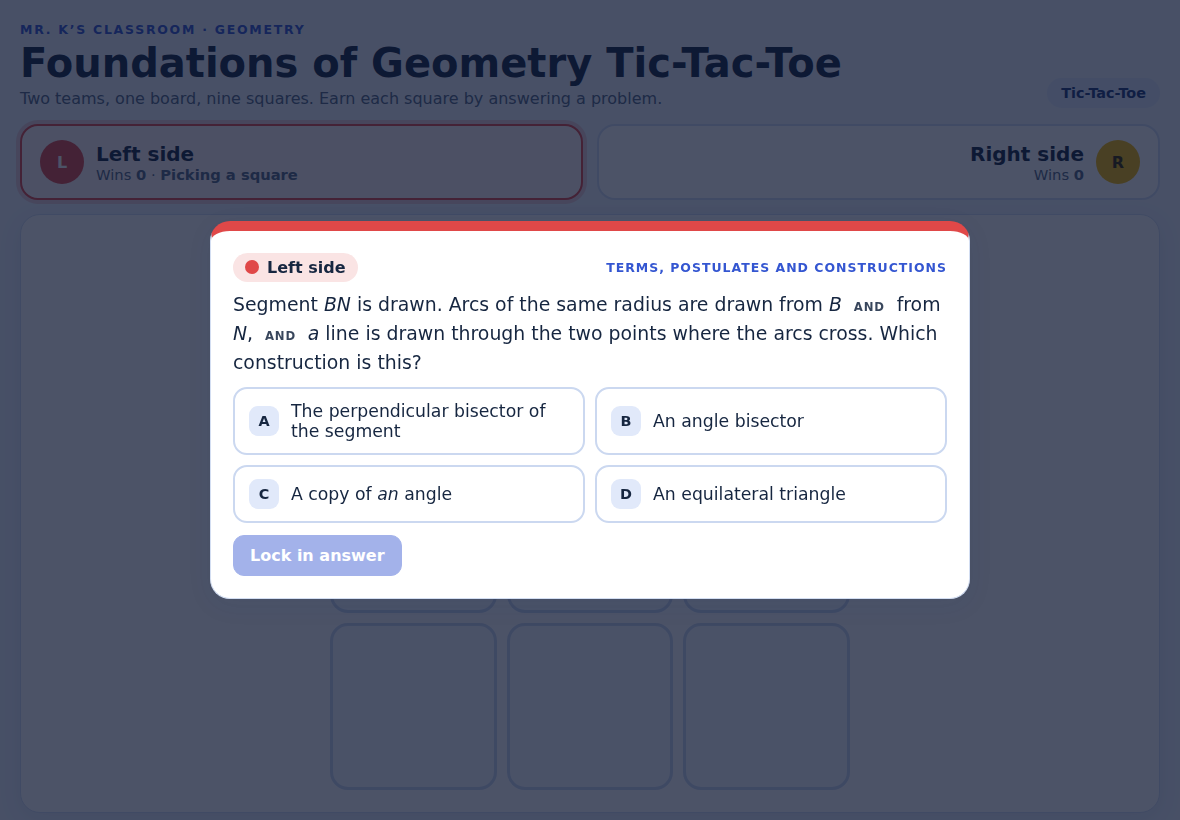 MR. K'S CLASSROOM · GEOMETRY
Foundations of Geometry Tic-Tac-Toe
Two teams, one board, nine squares. Earn each square by answering a problem.
Tic-Tac-Toe
L
Left side
Wins 0 · Picking a square
Right side
Wins 0
R
Left side
TERMS, POSTULATES AND CONSTRUCTIONS
Segment BN is drawn. Arcs of the same radius are drawn from B AND from
N, AND a line is drawn through the two points where the arcs cross. Which
construction is this?
A
The perpendicular bisector of
the segment
B
An angle bisector
C
A copy of an angle
D
An equilateral triangle
Lock in answer